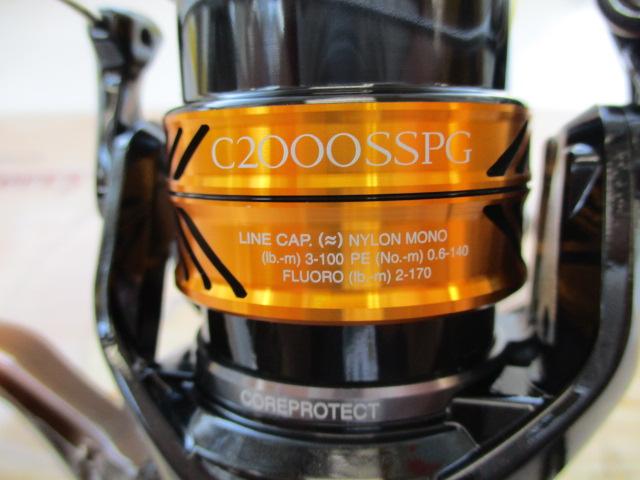 C2000SSPG
LINE CAP. (≈) NYLON MONO
(lb.-m) 3-100 PE (No.-m) 0.6-140
FLUORO (lb.-m) 2-170
COREPROTECT